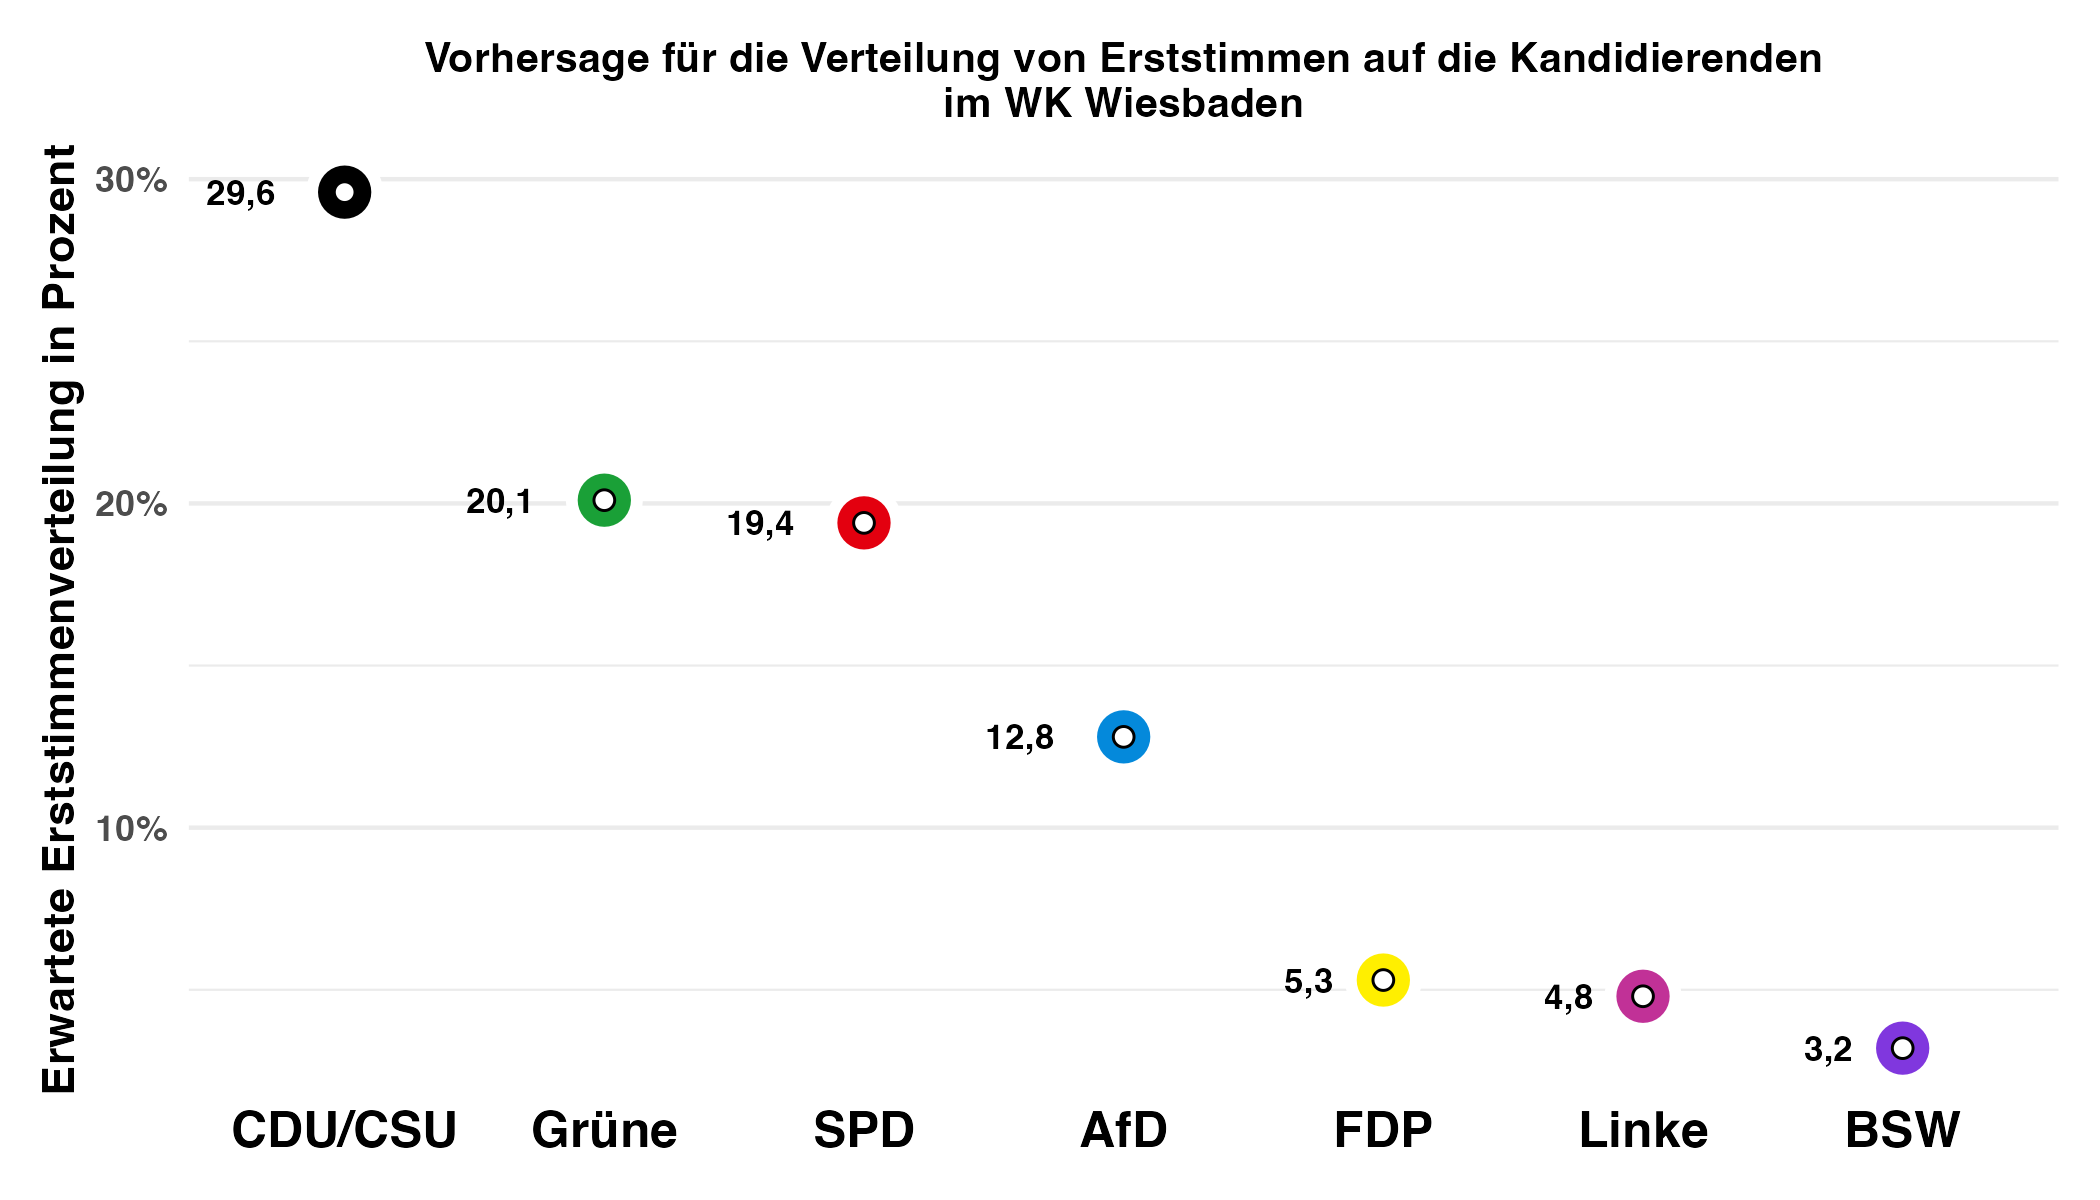 Vorhersage für die Verteilung von Erststimmen auf die Kandidierenden
im WK Wiesbaden
Erwartete Erststimmenverteilung in Prozent
30%
20%
10%
29,6
20,1
19,4
12,8
5,3
4,8
3,2
CDU/CSU
Grüne
SPD
AfD
FDP
Linke
BSW